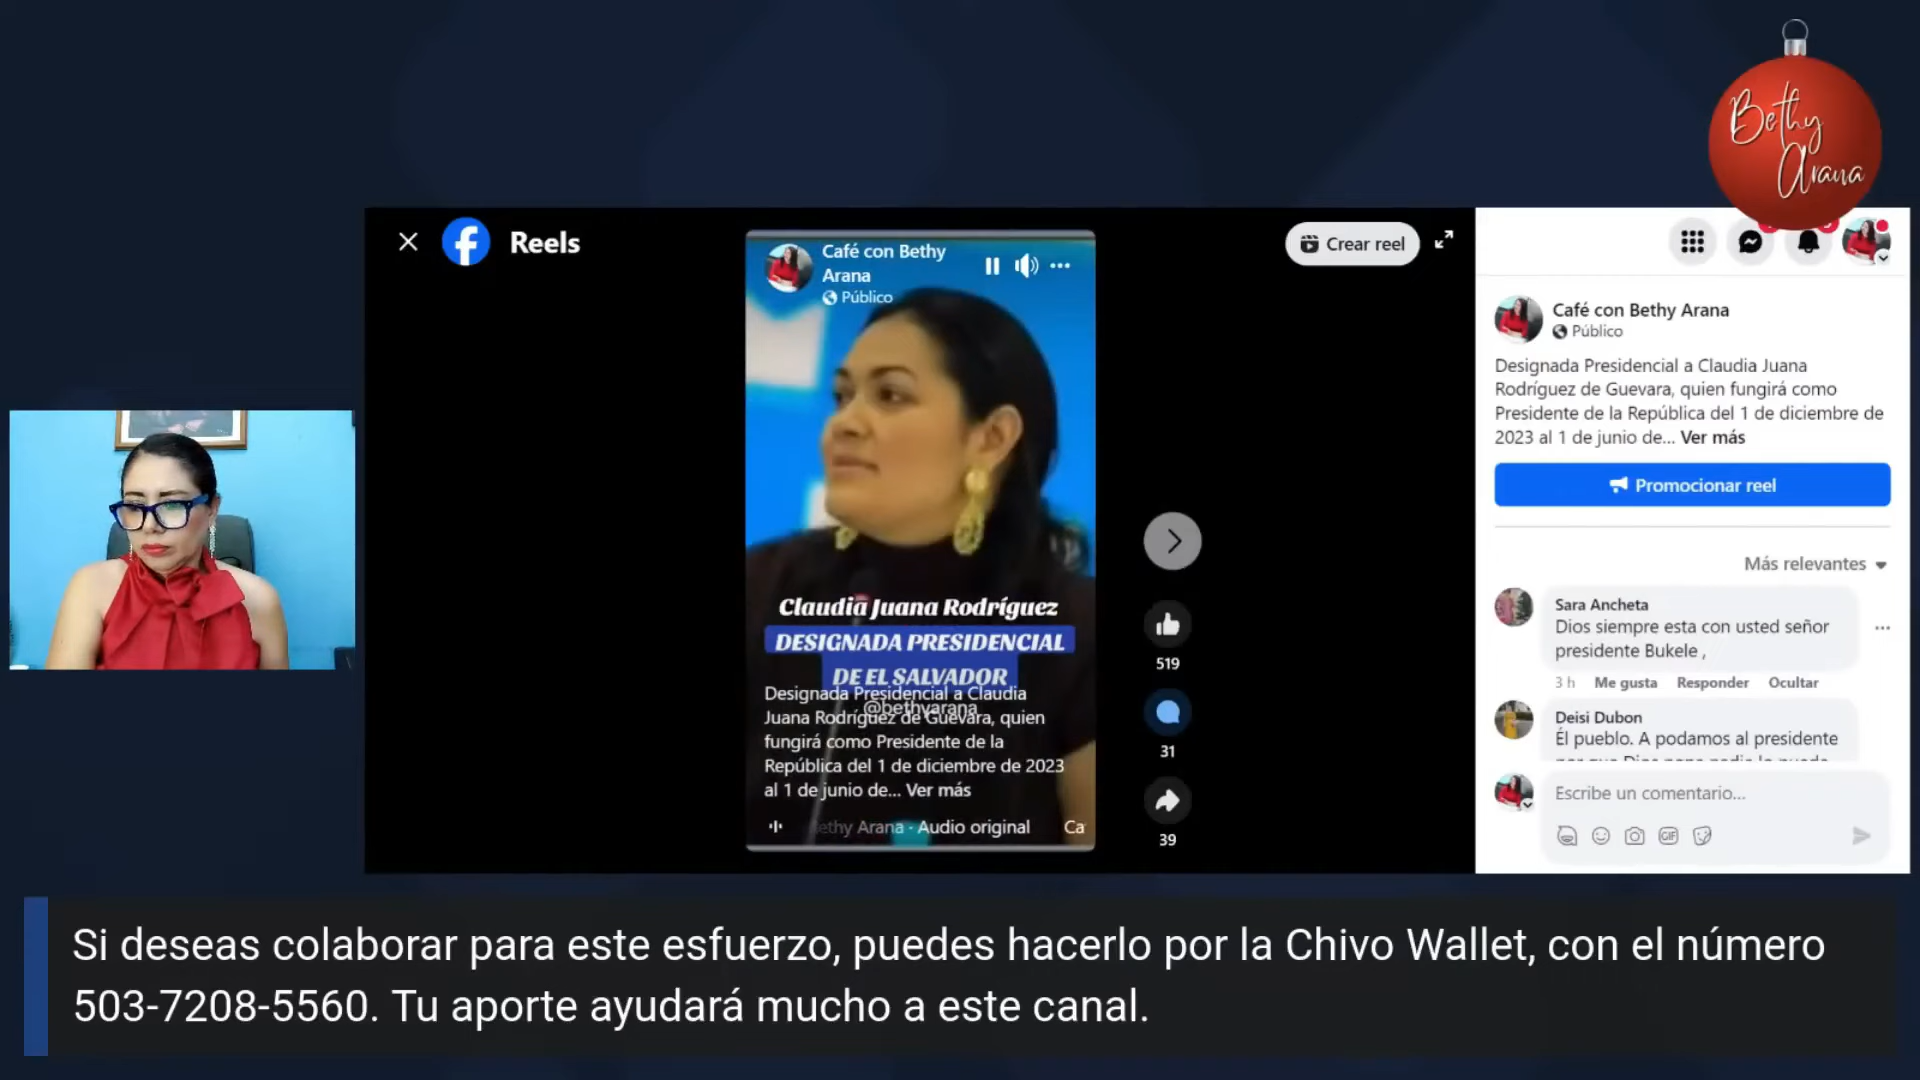 Bethy
Arana
Reels
Crear reel
Café con Bethy
Arana
Público
Claudia Juana Rodríguez
DESIGNADA PRESIDENCIAL
DE EL SALVADOR
@bethyarana
Designada Presidencial a Claudia
Juana Rodríguez de Guevara, quien
fungirá como Presidente de la
República del 1 de diciembre de 2023
al 1 de junio de... Ver más
ethy Arana · Audio original Ca
519
31
39
Café con Bethy Arana
Público
Designada Presidencial a Claudia Juana
Rodríguez de Guevara, quien fungirá como
Presidente de la República del 1 de diciembre de
2023 al 1 de junio de... Ver más
Promocionar reel
Más relevantes
Sara Ancheta
Dios siempre esta con usted señor
presidente Bukele ,
3 h Me gusta Responder Ocultar
Deisi Dubon
Él pueblo. A podamos al presidente
Escribe un comentario...
GIF
Si deseas colaborar para este esfuerzo, puedes hacerlo por la Chivo Wallet, con el número
503-7208-5560. Tu aporte ayudará mucho a este canal.